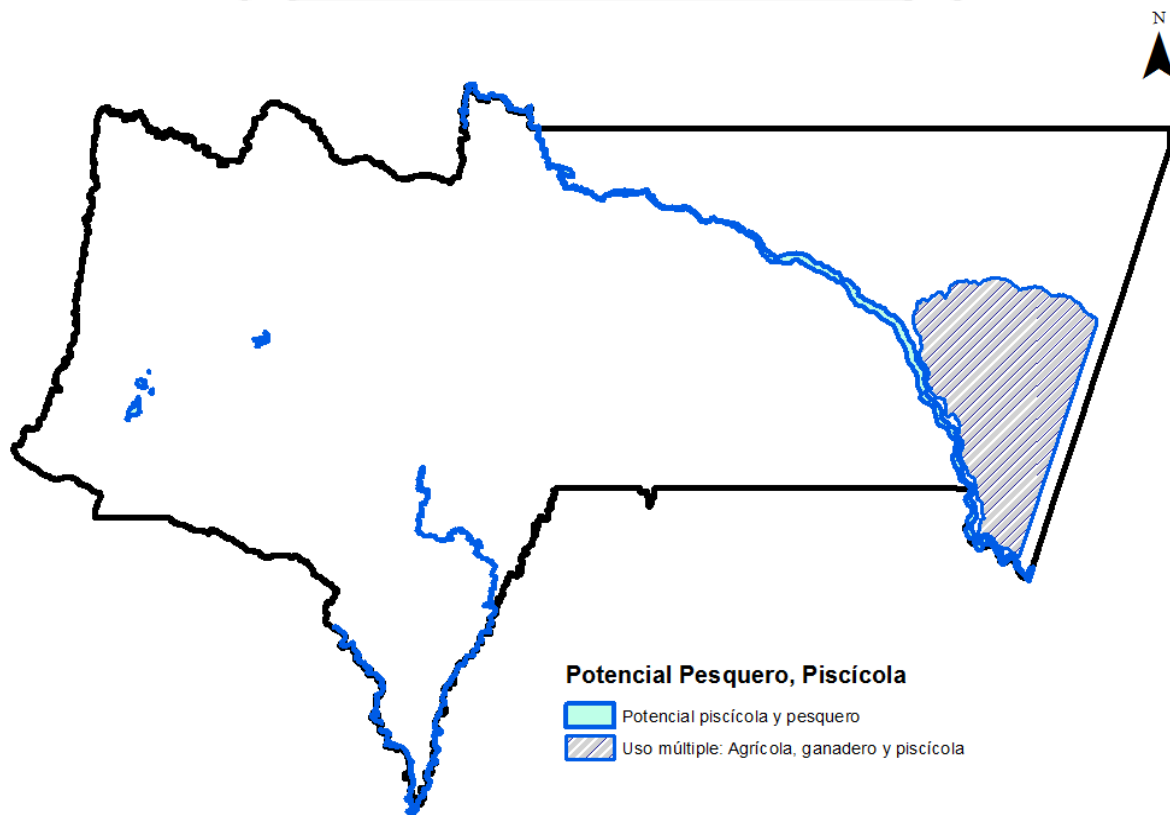 N
Potencial Pesquero, Piscícola
Potencial piscícola y pesquero
Uso múltiple: Agrícola, ganadero y piscícola